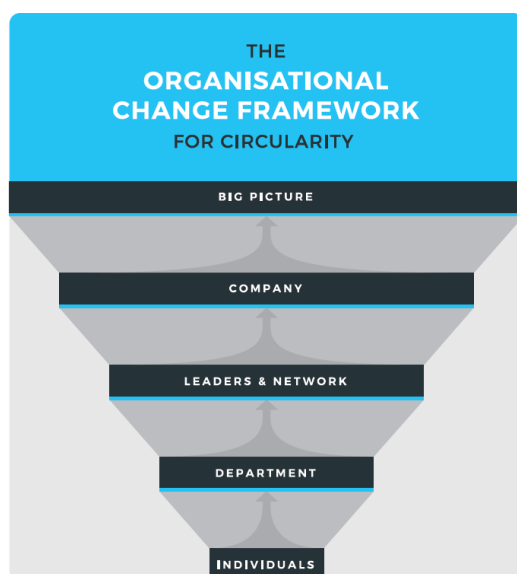 THE
ORGANISATIONAL
CHANGE FRAMEWORK
FOR CIRCULARITY
BIG PICTURE
COMPANY
LEADERS & NETWORK
DEPARTMENT
INDIVIDUALS